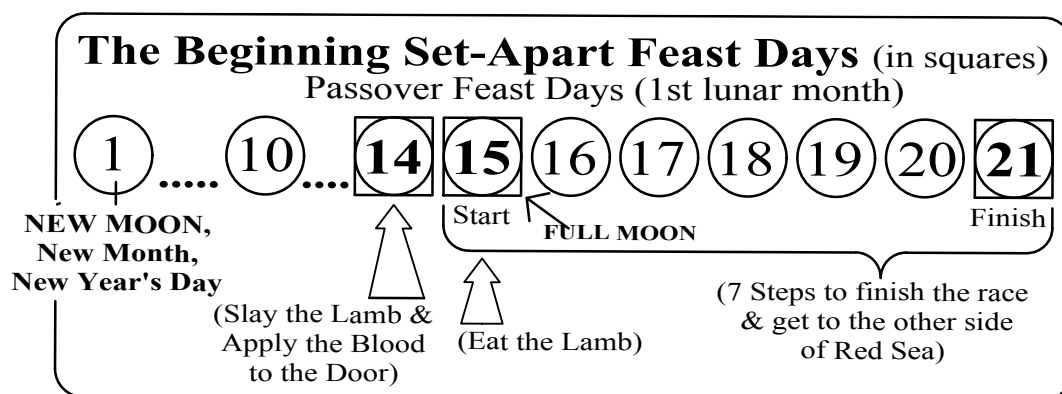 The Beginning Set-Apart Feast Days (in squares)
Passover Feast Days (1st lunar month)
1 ..... 10 .... 14 15 16 17 18 19 20 21
Start
Finish
FULL MOON
NEW MOON,
New Month,
New Year's Day
(Slay the Lamb &
Apply the Blood
to the Door)
(Eat the Lamb)
(7 Steps to finish the race
& get to the other side
of Red Sea)